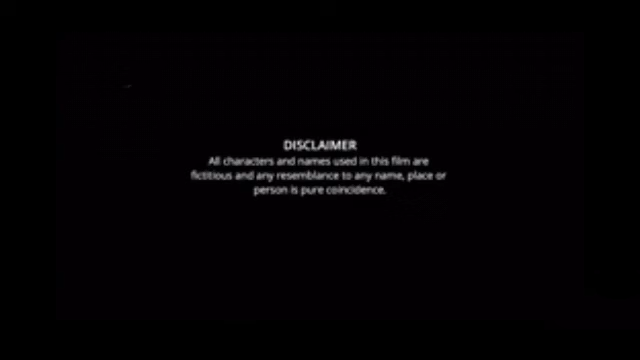 DISCLAIMER
All characters and names used in this film are
fictitious and any resemblance to any name, place or
person is pure coincidence.